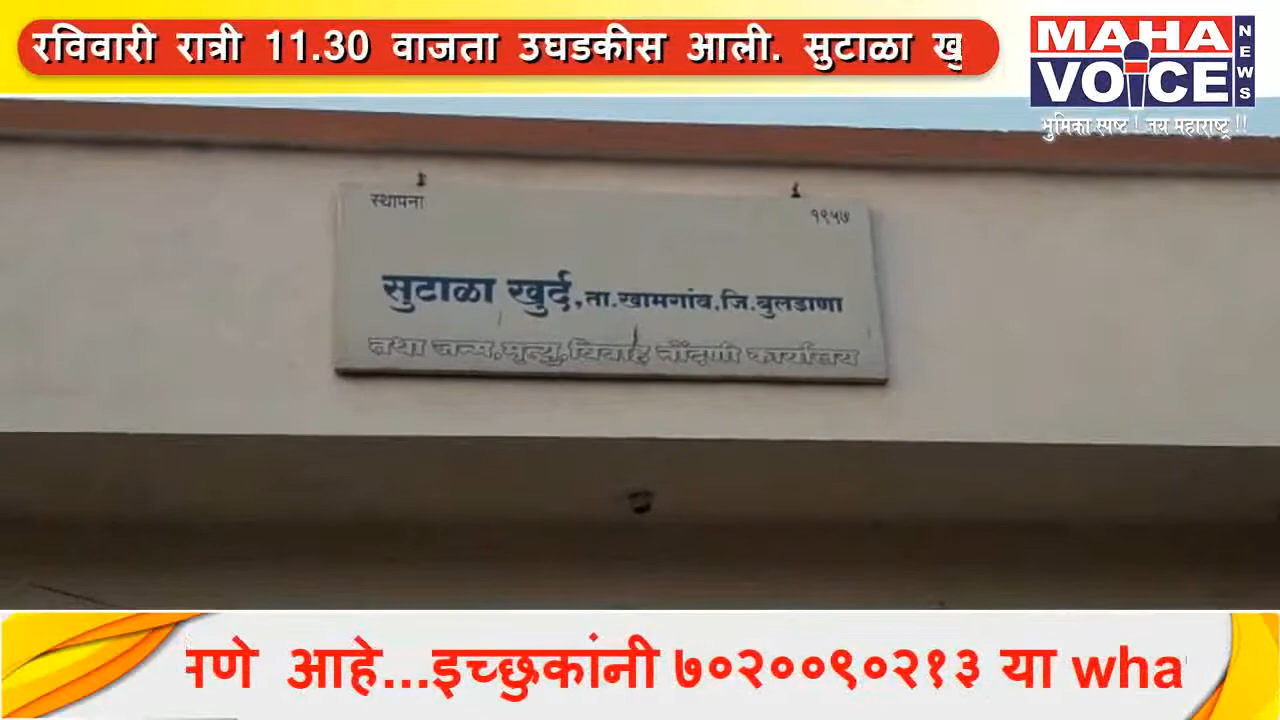 रविवारी रात्री 11.30 वाजता उघडकीस आली. सुटाळा खु
MAHA VOICE NEWS
भुमिका स्पष्ट ! जय महाराष्ट्र !!
स्थापना १९५७
सुटाळा खुर्द, ता.खामगांव.जि.बुलडाणा
तथा जन्म,मृत्यु,विवाह नोंदणी कार्यालय
णे आहे...इच्छुकांनी ७०२००९०२१३ या wha